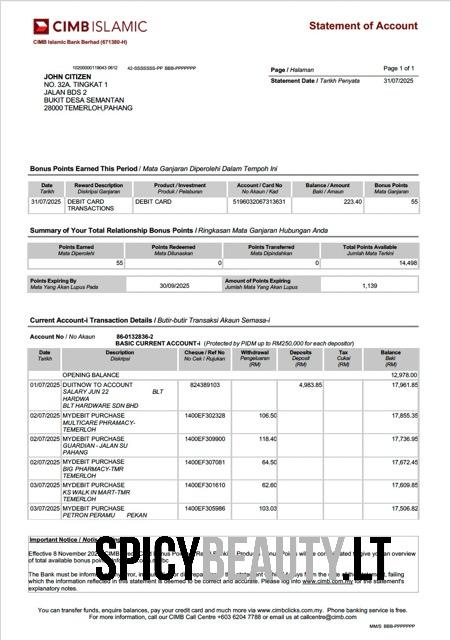 CIMB ISLAMIC
Statement of Account
CIMB Islamic Bank Berhad (671380-H)
10200000119043 0612 42-SSSSSSS-PP BBB-PPPPPPP
JOHN CITIZEN
NO. 32A. TINGKAT 1
JALAN BDS 2
BUKIT DESA SEMANTAN
28000 TEMERLOH,PAHANG
Page / Halaman Page 1 of 1
Statement Date / Tarikh Penyata 31/07/2025
Bonus Points Earned This Period / Mata Ganjaran Diperolehi Dalam Tempoh Ini
Date Reward Description Product / Investment Account / Card No Balance / Amount Bonus Points
Tarikh Diskripsi Ganjaran Produk / Pelaburan No Akaun / Kad Baki / Amaun Mata Ganjaran
31/07/2025 DEBIT CARD DEBIT CARD 5196032067313631 223.40 55
TRANSACTIONS
Summary of Your Total Relationship Bonus Points / Ringkasan Mata Ganjaran Hubungan Anda
Points Earned Points Redeemed Points Transferred Total Points Available
Mata Diperolehi Mata Dilunaskan Mata Dipindahkan Jumlah Mata Terkini
55 0 0 14,498
Points Expiring By 30/09/2025 Amount of Points Expiring 1,139
Mata Yang Akan Lupus Pada Jumlah Mata Yang Akan Lupus
Current Account-i Transaction Details / Butir-butir Transaksi Akaun Semasa-i
Account No / No Akaun 86-0132836-2
BASIC CURRENT ACCOUNT-i (Protected by PIDM up to RM250,000 for each depositor)
Date Description Cheque / Ref No Withdrawal Deposits Tax Balance
Tarikh Diskripsi No Cek / Rujukan Pengeluaran Deposit Cukai Baki
(RM) (RM) (RM) (RM)
OPENING BALANCE 12,978.00
01/07/2025 DUITNOW TO ACCOUNT 824389103 4,983.85 17,961.85
SALARY JUN 22 BLT
HARDWA
BLT HARDWARE SDN BHD
02/07/2025 MYDEBIT PURCHASE 1400EF302328 106.50 17,855.35
MULTICARE PHRAMACY-
TEMERLOH
02/07/2025 MYDEBIT PURCHASE 1400EF309900 118.40 17,736.95
GUARDIAN - JALAN SU
PAHANG
02/07/2025 MYDEBIT PURCHASE 1400EF307081 64.50 17,672.45
BIG PHARMACY-TMR
TEMERLOH
03/07/2025 MYDEBIT PURCHASE 1400EF301610 62.60 17,609.85
KS WALK IN MART-TMR
TEMERLOH
03/07/2025 MYDEBIT PURCHASE 1400EF305986 103.03 17,506.82
PETRON PERAMU PEKAN
Important Notice / Notis
SPICYBEAUTY.LT
Effective 8 November
of total available bonus
The Bank must be
which the information reflected in this statement will be deemed to be correct and accurate. Please log into www.cimb.com.my for the statement's
explanatory notes.
You can transfer funds, enquire balances, pay your credit card and much more via www.cimbclicks.com.my. Phone banking service is free.
For more information, call our CIMB Call Centre +603 6204 7788 or email us at callcentre@cimb.com
MM/S BBB-PPPPPPP